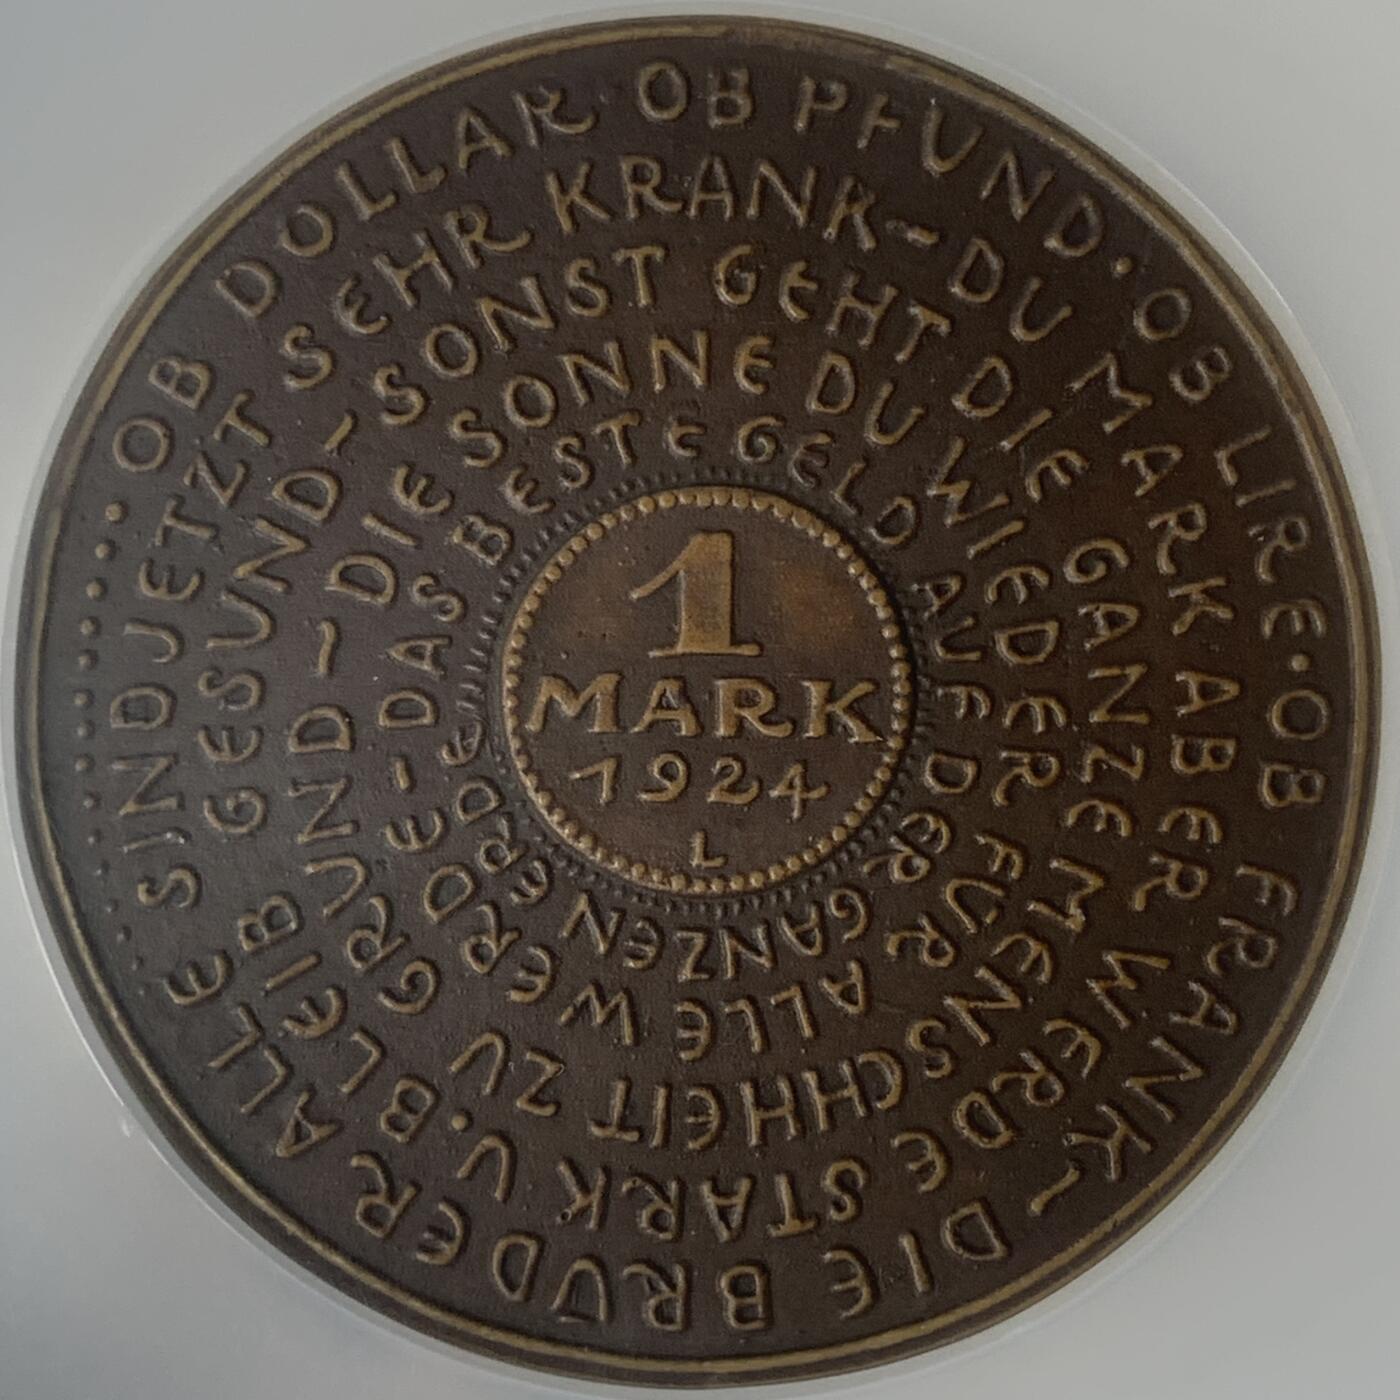 OB DOLLAR OB PFUND · OB LIRE · OB FRANK ~
DIE BRÜDER ALLE SIND JETZT SEHR KRANK ~
DU MARK ABER WERDE STARK U. BLEIB GESUND ~
SONST GEHT DIE GANZE MENSCHHEIT ZU GRUND ~
DIE SONNE DU WIEDER FÜR ALLE WERDE -
DAS BESTE GELD AUF DER GANZEN ERDE
1
MARK
1924
L